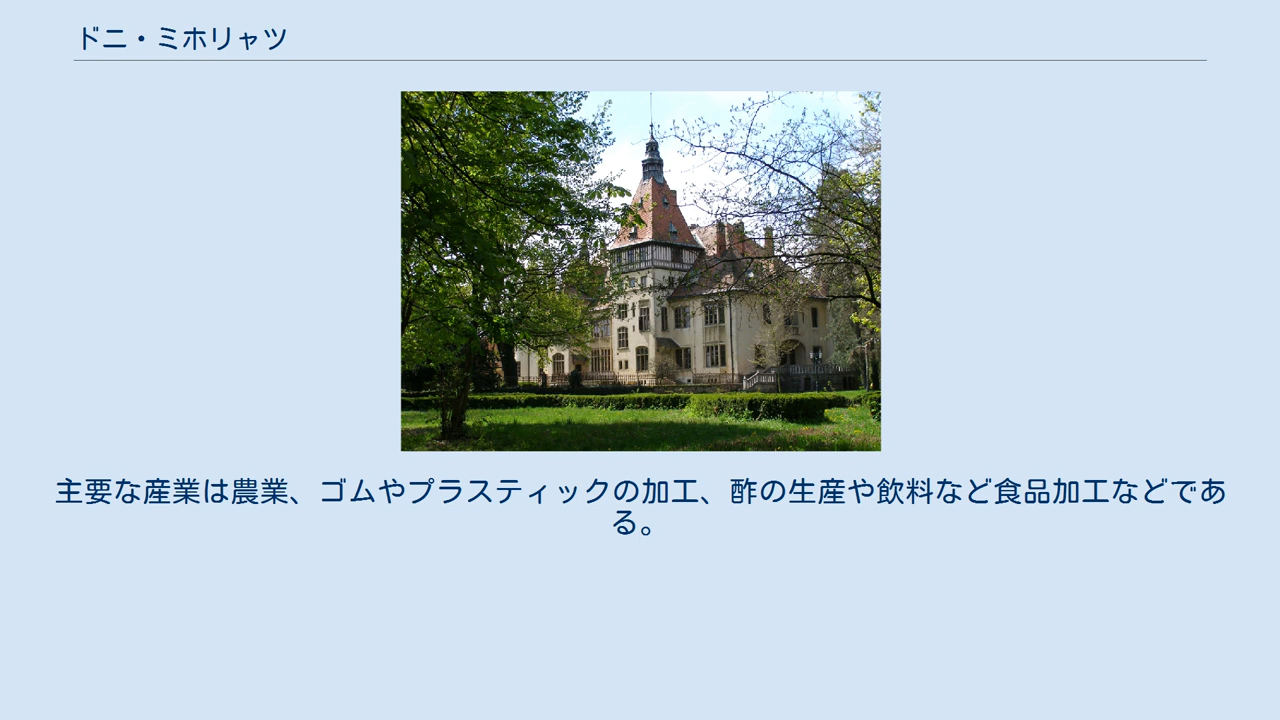 ドニ・ミホリャツ
主要な産業は農業、ゴムやプラスティックの加工、酢の生産や飲料など食品加工などであ
る。